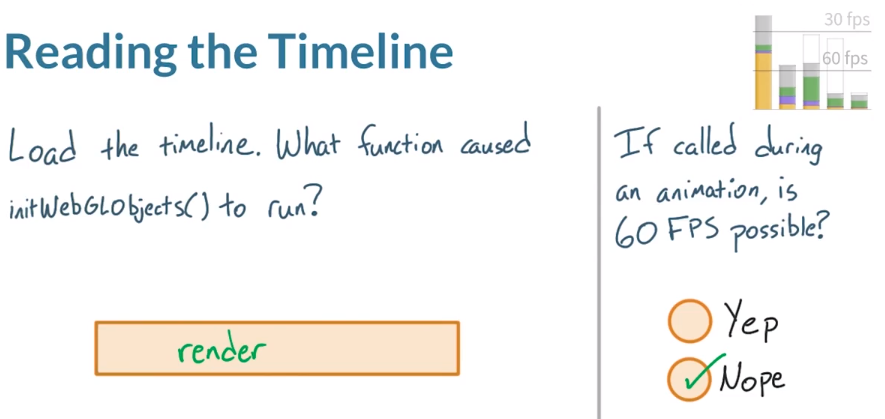 Reading the Timeline
30 fps
60 fps
Load the timeline. What function caused
initWebGLObjects() to run?
render
If called during
an animation, is
60 FPS possible?
Yep
Nope